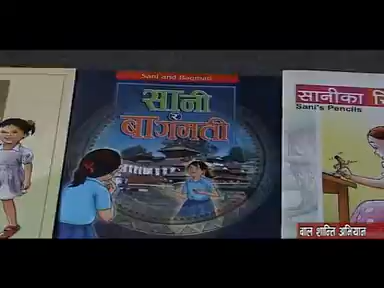 Sani and Bagmati
सानी
र
बागमती
सानीका
Sani's Pencils
बाल शान्ति अभियान